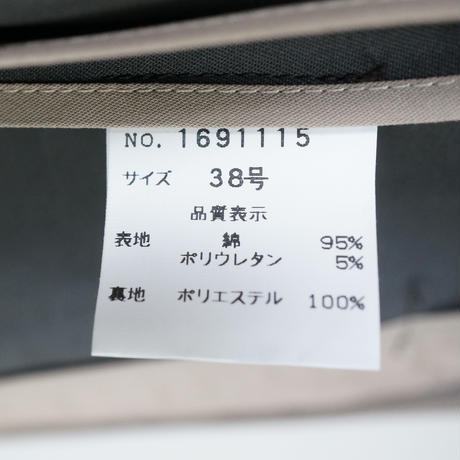 NO. 1691115
サイズ 38号
品質表示
表地 綿 95%
ポリウレタン 5%
裏地 ポリエステル 100%